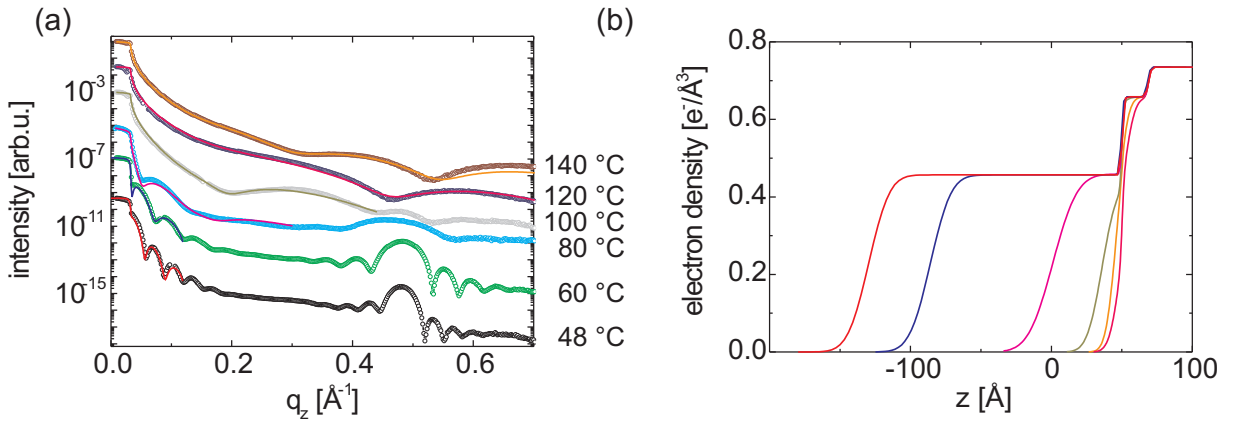 (a)
intensity [arb.u.]
10⁻³
10⁻⁷
10⁻¹¹
10⁻¹⁵
0.0 0.2 0.4 0.6
q_z [Å⁻¹]
140 °C
120 °C
100 °C
80 °C
60 °C
48 °C
(b)
electron density [e⁻/Å³]
0.8
0.6
0.4
0.2
0.0
-100 0 100
z [Å]